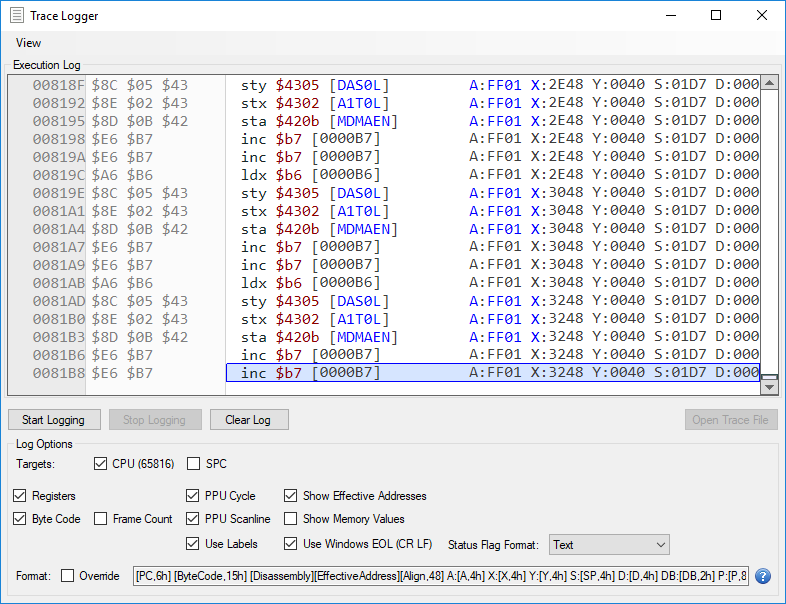 Trace Logger
View
Execution Log
00818F $8C $05 $43 sty $4305 [DAS0L] A:FF01 X:2E48 Y:0040 S:01D7 D:000
008192 $8E $02 $43 stx $4302 [A1T0L] A:FF01 X:2E48 Y:0040 S:01D7 D:000
008195 $8D $0B $42 sta $420b [MDMAEN] A:FF01 X:2E48 Y:0040 S:01D7 D:000
008198 $E6 $B7 inc $b7 [0000B7] A:FF01 X:2E48 Y:0040 S:01D7 D:000
00819A $E6 $B7 inc $b7 [0000B7] A:FF01 X:2E48 Y:0040 S:01D7 D:000
00819C $A6 $B6 ldx $b6 [0000B6] A:FF01 X:2E48 Y:0040 S:01D7 D:000
00819E $8C $05 $43 sty $4305 [DAS0L] A:FF01 X:3048 Y:0040 S:01D7 D:000
0081A1 $8E $02 $43 stx $4302 [A1T0L] A:FF01 X:3048 Y:0040 S:01D7 D:000
0081A4 $8D $0B $42 sta $420b [MDMAEN] A:FF01 X:3048 Y:0040 S:01D7 D:000
0081A7 $E6 $B7 inc $b7 [0000B7] A:FF01 X:3048 Y:0040 S:01D7 D:000
0081A9 $E6 $B7 inc $b7 [0000B7] A:FF01 X:3048 Y:0040 S:01D7 D:000
0081AB $A6 $B6 ldx $b6 [0000B6] A:FF01 X:3048 Y:0040 S:01D7 D:000
0081AD $8C $05 $43 sty $4305 [DAS0L] A:FF01 X:3248 Y:0040 S:01D7 D:000
0081B0 $8E $02 $43 stx $4302 [A1T0L] A:FF01 X:3248 Y:0040 S:01D7 D:000
0081B3 $8D $0B $42 sta $420b [MDMAEN] A:FF01 X:3248 Y:0040 S:01D7 D:000
0081B6 $E6 $B7 inc $b7 [0000B7] A:FF01 X:3248 Y:0040 S:01D7 D:000
0081B8 $E6 $B7 inc $b7 [0000B7] A:FF01 X:3248 Y:0040 S:01D7 D:000
Start Logging Stop Logging Clear Log Open Trace File
Log Options
Targets: CPU (65816) SPC
Registers PPU Cycle Show Effective Addresses
Byte Code Frame Count PPU Scanline Show Memory Values
Use Labels Use Windows EOL (CR LF) Status Flag Format: Text
Format: Override [PC,6h] [ByteCode,15h] [Disassembly][EffectiveAddress][Align,48] A:[A,4h] X:[X,4h] Y:[Y,4h] S:[SP,4h] D:[D,4h] DB:[DB,2h] P:[P,8
?